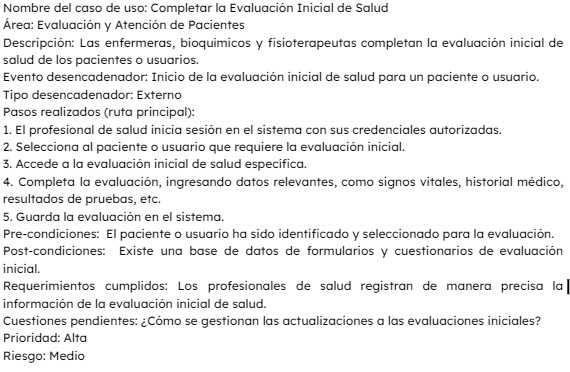 Nombre del caso de uso: Completar la Evaluación Inicial de Salud
Área: Evaluación y Atención de Pacientes
Descripción: Las enfermeras, bioquímicos y fisioterapeutas completan la evaluación inicial de
salud de los pacientes o usuarios.
Evento desencadenador: Inicio de la evaluación inicial de salud para un paciente o usuario.
Tipo desencadenador: Externo
Pasos realizados (ruta principal):
1. El profesional de salud inicia sesión en el sistema con sus credenciales autorizadas.
2. Selecciona al paciente o usuario que requiere la evaluación inicial.
3. Accede a la evaluación inicial de salud específica.
4. Completa la evaluación, ingresando datos relevantes, como signos vitales, historial médico,
resultados de pruebas, etc.
5. Guarda la evaluación en el sistema.
Pre-condiciones: El paciente o usuario ha sido identificado y seleccionado para la evaluación.
Post-condiciones: Existe una base de datos de formularios y cuestionarios de evaluación
inicial.
Requerimientos cumplidos: Los profesionales de salud registran de manera precisa la
información de la evaluación inicial de salud.
Cuestiones pendientes: ¿Cómo se gestionan las actualizaciones a las evaluaciones iniciales?
Prioridad: Alta
Riesgo: Medio